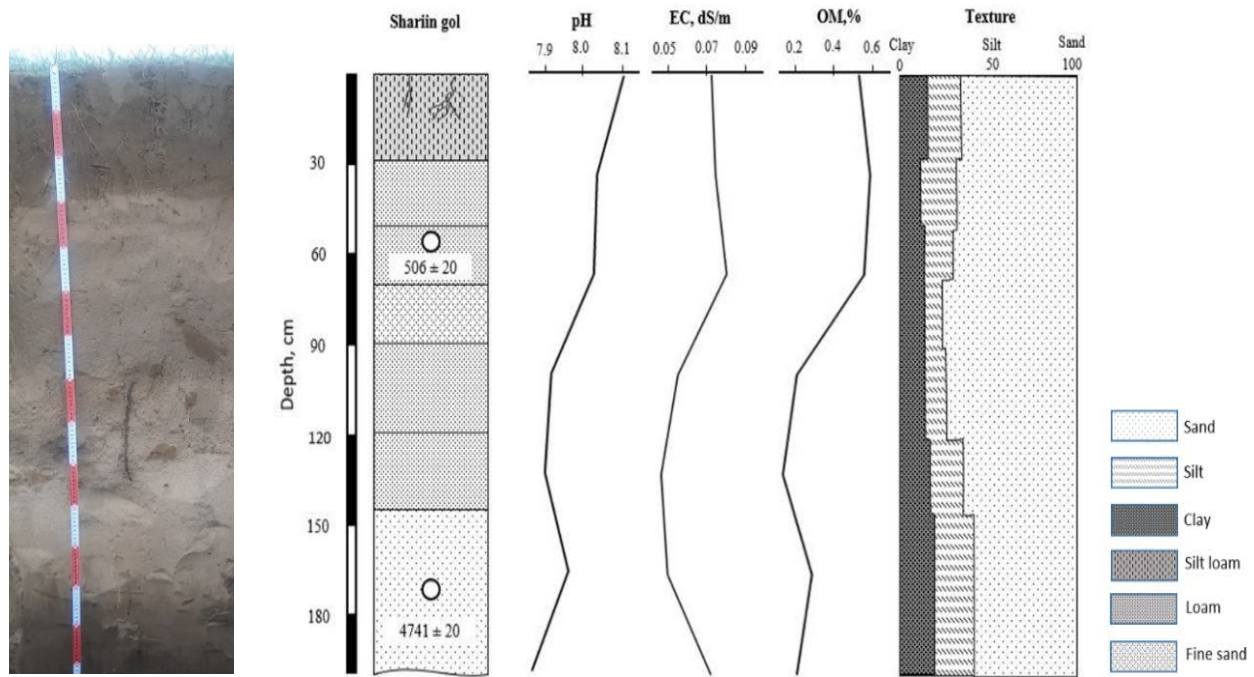 Shariin gol
pH
EC, dS/m
OM,%
Texture
Clay
Silt
Sand
7.9 8.0 8.1
0.05 0.07 0.09
0.2 0.4 0.6
0 50 100
Depth, cm
30
60
90
120
150
180
506 ± 20
4741 ± 20
Sand
Silt
Clay
Silt loam
Loam
Fine sand